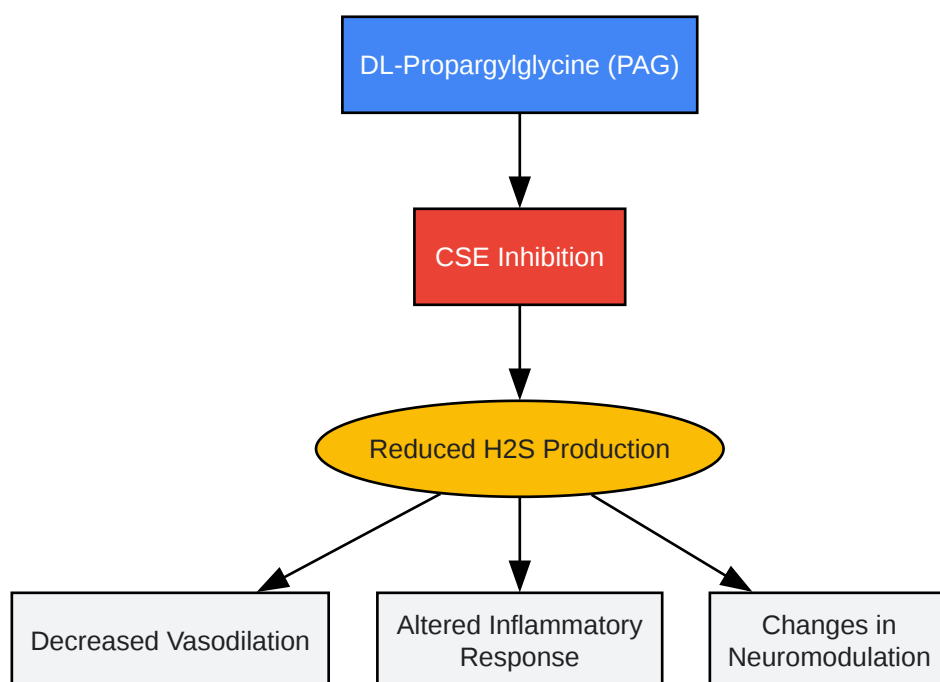 DL-Propargylglycine (PAG)
CSE Inhibition
Reduced H2S Production
Decreased Vasodilation
Altered Inflammatory
Response
Changes in
Neuromodulation